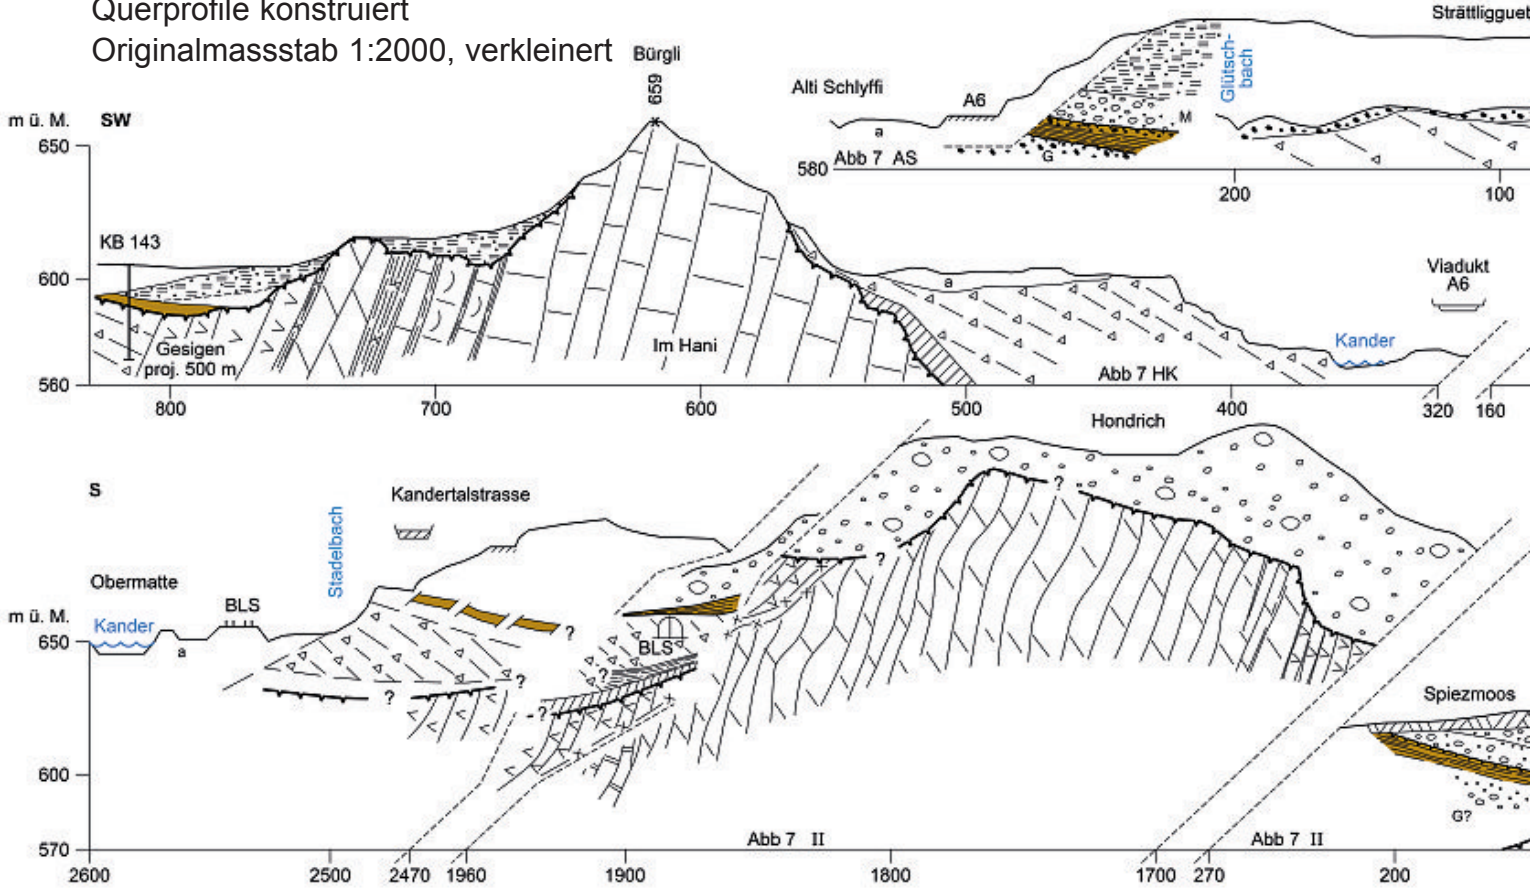 Querprofile konstruiert
Originalmassstab 1:2000, verkleinert
Bürgli
659
m ü. M.
SW
650
600
560
KB 143
Gesigen
proj. 500 m
Im Hani
a
Abb 7 HK
Kander
Viadukt
A6
800
700
600
500
400
320
160
Strättligguet
Alti Schlyffi
A6
Glütsch-
bach
a
M
G
Abb 7 AS
580
200
100
S
Kandertalstrasse
Stadelbach
Obermatte
BLS
m ü. M.
Kander
650
a
600
570
?
?
?
?
-?
BLS
?
?
Hondrich
Spiezmoos
G?
Abb 7 II
Abb 7 II
2600
2500
2470
1960
1900
1800
1700
270
200